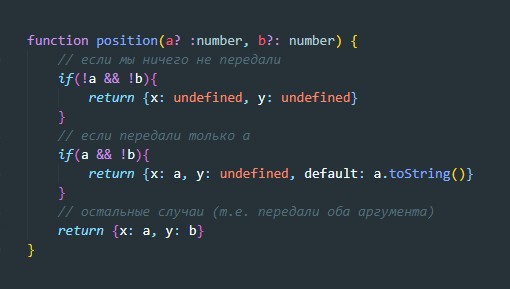 function position(a? :number, b?: number) {
// если мы ничего не передали
if(!a && !b){
return {x: undefined, y: undefined}
}
// если передали только a
if(a && !b){
return {x: a, y: undefined, default: a.toString()}
}
// остальные случаи (т.е. передали оба аргумента)
return {x: a, y: b}
}